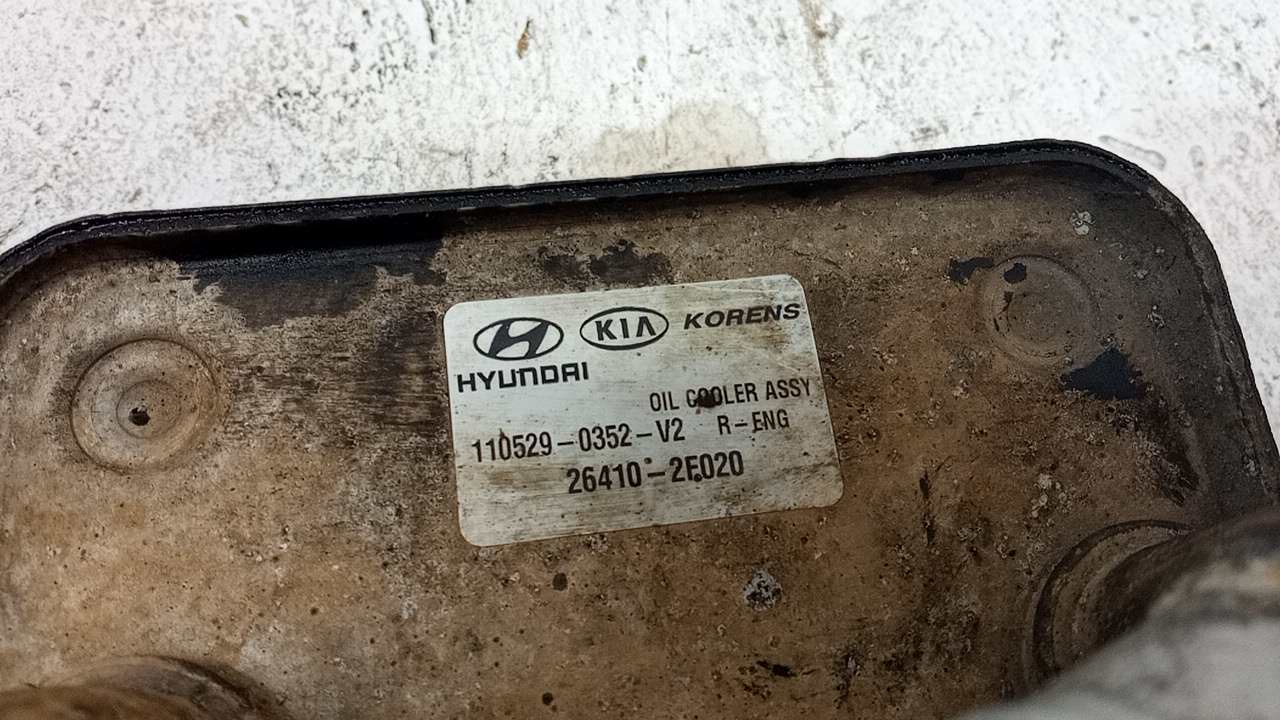 HYUNDAI KIA KORENS
OIL COOLER ASSY
110529-0352-V2 R-ENG
26410-2F020